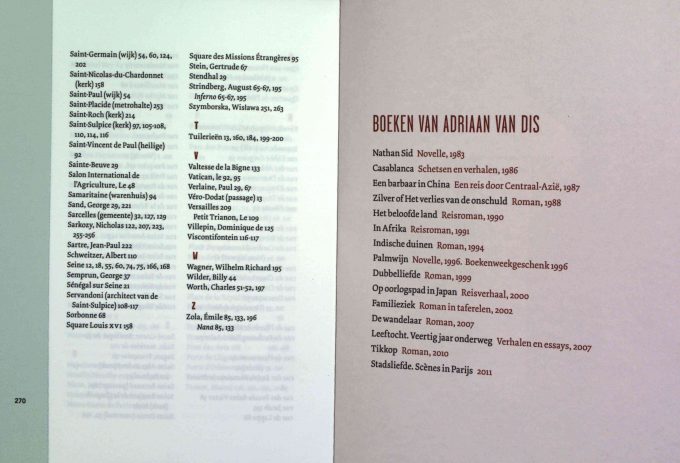 Saint-Germain (wijk) 54, 60, 124,
202
Saint-Nicolas-du-Chardonnet
(kerk) 158
Saint-Paul (wijk) 54
Saint-Placide (metrohalte) 253
Saint-Roch (kerk) 214
Saint-Sulpice (kerk) 97, 105-108,
110, 114, 116
Saint-Vincent de Paul (heilige)
92
Sainte-Beuve 29
Salon International de
l'Agriculture, Le 48
Samaritaine (warenhuis) 94
Sand, George 29, 221
Sarcelles (gemeente) 32, 127, 129
Sarkozy, Nicholas 122, 207, 223,
255-256
Sartre, Jean-Paul 222
Schweitzer, Albert 110
Seine 12, 18, 55, 60, 74, 75, 166, 168
Semprun, George 37
Sénégal sur Seine 21
Servandoni (architect van de
Saint-Sulpice) 108-117
Sorbonne 68
Square Louis XVI 158
270
Square des Missions Étrangères 95
Stein, Gertrude 67
Stendhal 29
Strindberg, August 65-67, 195
Inferno 65-67, 195
Szymborska, Wisława 251, 263
T
Tuilerieën 13, 160, 184, 199-200
V
Valtesse de la Bigne 133
Vatican, le 92, 95
Verlaine, Paul 29, 67
Véro-Dodat (passage) 13
Versailles 209
Petit Trianon, Le 109
Villepin, Dominique de 125
Viscontifontein 116-117
W
Wagner, Wilhelm Richard 195
Wilder, Billy 44
Worth, Charles 51-52, 197
Z
Zola, Émile 85, 133, 196
Nana 85, 133
BOEKEN VAN ADRIAAN VAN DIS
Nathan Sid Novelle, 1983
Casablanca Schetsen en verhalen, 1986
Een barbaar in China Een reis door Centraal-Azië, 1987
Zilver of Het verlies van de onschuld Roman, 1988
Het beloofde land Reisroman, 1990
In Afrika Reisroman, 1991
Indische duinen Roman, 1994
Palmwijn Novelle, 1996. Boekenweekgeschenk 1996
Dubbelliefde Roman, 1999
Op oorlogspad in Japan Reisverhaal, 2000
Familieziek Roman in taferelen, 2002
De wandelaar Roman, 2007
Leeftocht. Veertig jaar onderweg Verhalen en essays, 2007
Tikkop Roman, 2010
Stadsliefde. Scènes in Parijs 2011